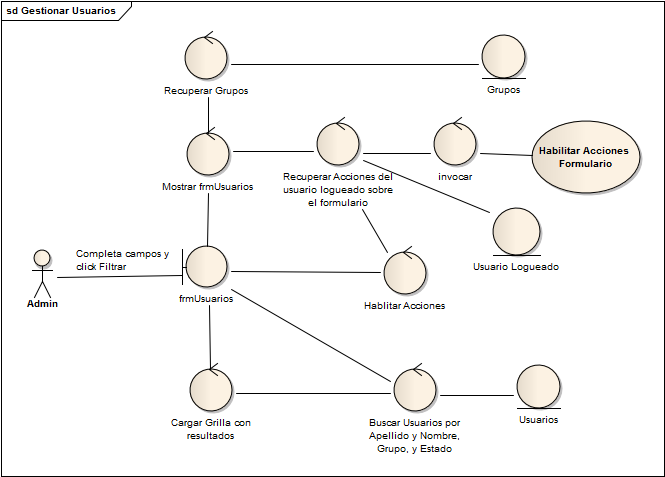 sd Gestionar Usuarios
Recuperar Grupos
Grupos
Mostrar frmUsuarios
Recuperar Acciones del
usuario logueado sobre
el formulario
invocar
Habilitar Acciones
Formulario
Usuario Logueado
Completa campos y
click Filtrar
Admin
frmUsuarios
Hablitar Acciones
Cargar Grilla con
resultados
Buscar Usuarios por
Apellido y Nombre,
Grupo, y Estado
Usuarios